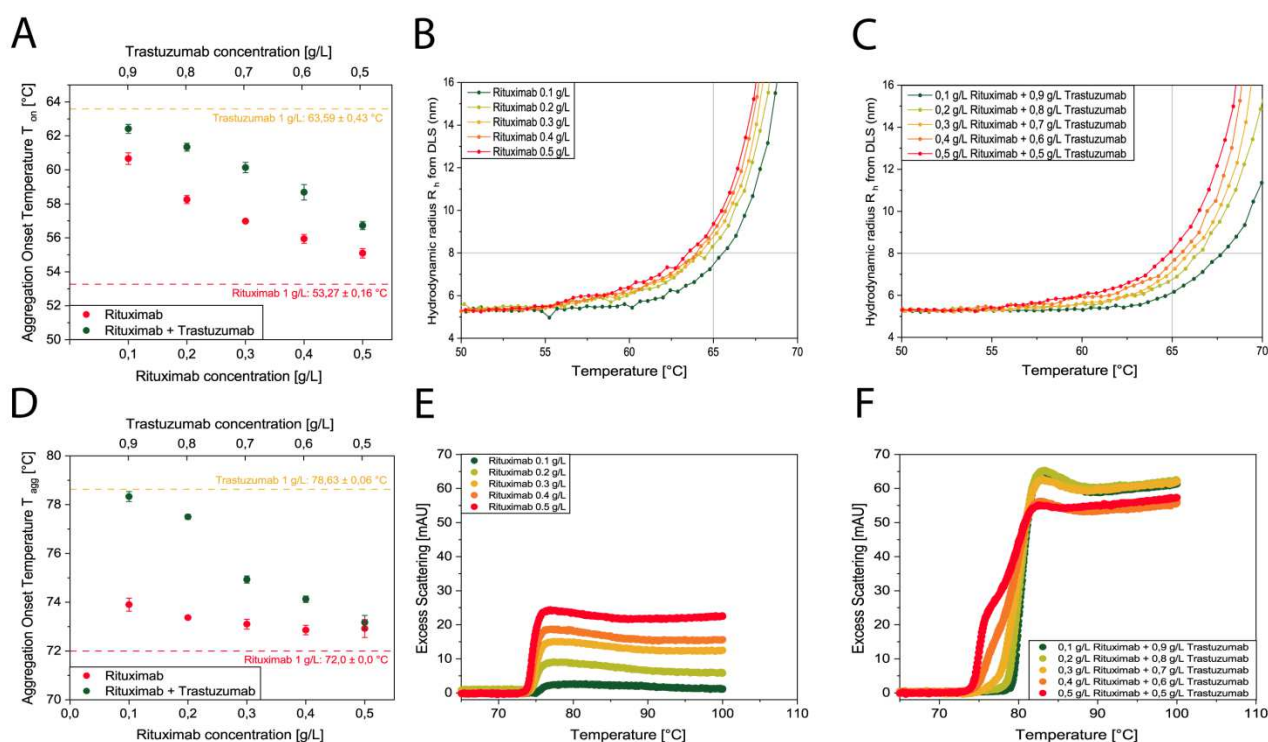 A
Trastuzumab concentration [g/L]
0,9 0,8 0,7 0,6 0,5
Aggregation Onset Temperature T on [°C]
64
62
60
58
56
54
52
50
Trastuzumab 1 g/L: 63,59 ± 0,43 °C
Rituximab 1 g/L: 53,27 ± 0,16 °C
Rituximab
Rituximab + Trastuzumab
0,1 0,2 0,3 0,4 0,5
Rituximab concentration [g/L]
B
Hydrodynamic radius R h from DLS (nm)
16
14
12
10
8
6
4
Rituximab 0.1 g/L
Rituximab 0.2 g/L
Rituximab 0.3 g/L
Rituximab 0.4 g/L
Rituximab 0.5 g/L
50 55 60 65 70
Temperature [°C]
C
Hydrodynamic radius R h from DLS (nm)
16
14
12
10
8
6
4
0,1 g/L Rituximab + 0,9 g/L Trastuzumab
0,2 g/L Rituximab + 0,8 g/L Trastuzumab
0,3 g/L Rituximab + 0,7 g/L Trastuzumab
0,4 g/L Rituximab + 0,6 g/L Trastuzumab
0,5 g/L Rituximab + 0,5 g/L Trastuzumab
50 55 60 65 70
Temperature [°C]
D
Trastuzumab concentration [g/L]
0,9 0,8 0,7 0,6 0,5
Aggregation Onset Temperature T agg [°C]
80
78
76
74
72
70
Trastuzumab 1 g/L: 78,63 ± 0,06 °C
Rituximab 1 g/L: 72,0 ± 0,0 °C
Rituximab
Rituximab + Trastuzumab
0,0 0,1 0,2 0,3 0,4 0,5
Rituximab concentration [g/L]
E
Excess Scattering [mAU]
70
60
50
40
30
20
10
0
Rituximab 0.1 g/L
Rituximab 0.2 g/L
Rituximab 0.3 g/L
Rituximab 0.4 g/L
Rituximab 0.5 g/L
70 80 90 100 110
Temperature [°C]
F
Excess Scattering [mAU]
70
60
50
40
30
20
10
0
0,1 g/L Rituximab + 0,9 g/L Trastuzumab
0,2 g/L Rituximab + 0,8 g/L Trastuzumab
0,3 g/L Rituximab + 0,7 g/L Trastuzumab
0,4 g/L Rituximab + 0,6 g/L Trastuzumab
0,5 g/L Rituximab + 0,5 g/L Trastuzumab
70 80 90 100 110
Temperature [°C]